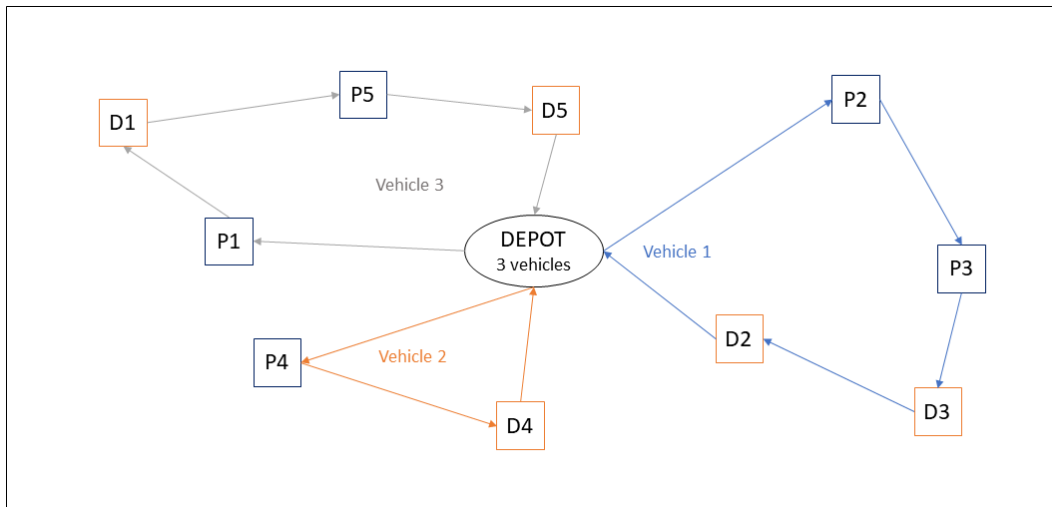 P5
P2
D1
D5
Vehicle 3
P1
DEPOT
3 vehicles
Vehicle 1
P3
D2
P4
Vehicle 2
D4
D3